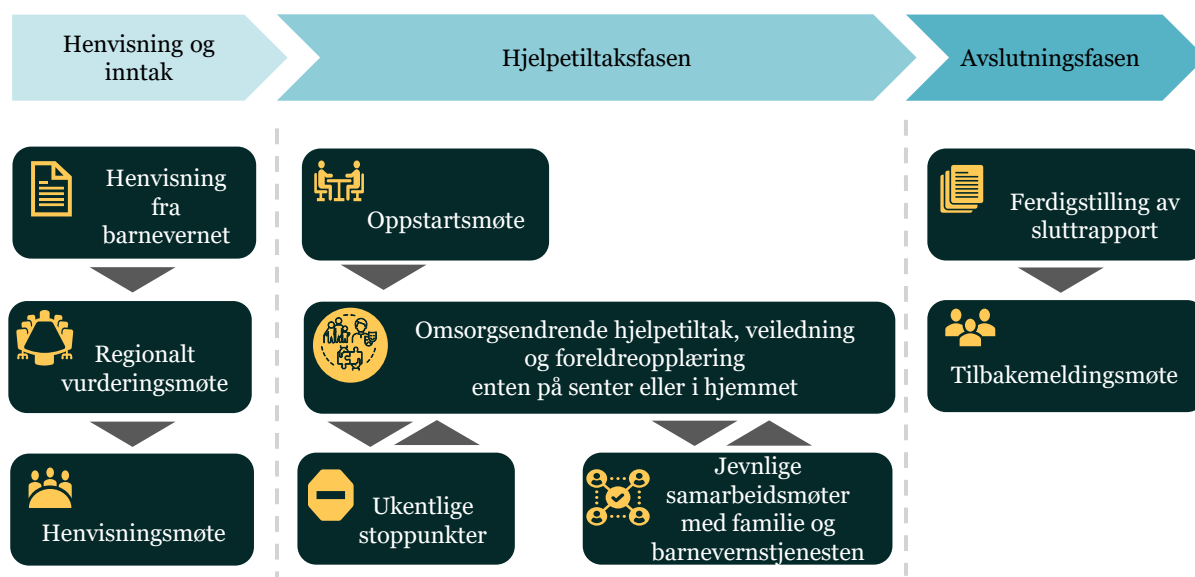 Henvisning og
inntak
Hjelpetiltaksfasen
Avslutningsfasen
Henvisning
fra
barnevernet
Regionalt
vurderingsmøte
Henvisningsmøte
Oppstartsmøte
Omsorgsendrende hjelpetiltak, veiledning
og foreldreopplæring
enten på senter eller i hjemmet
Ukentlige
stoppunkter
Jevnlige
samarbeidsmøter
med familie og
barnevernstjenesten
Ferdigstilling av
sluttrapport
Tilbakemeldingsmøte